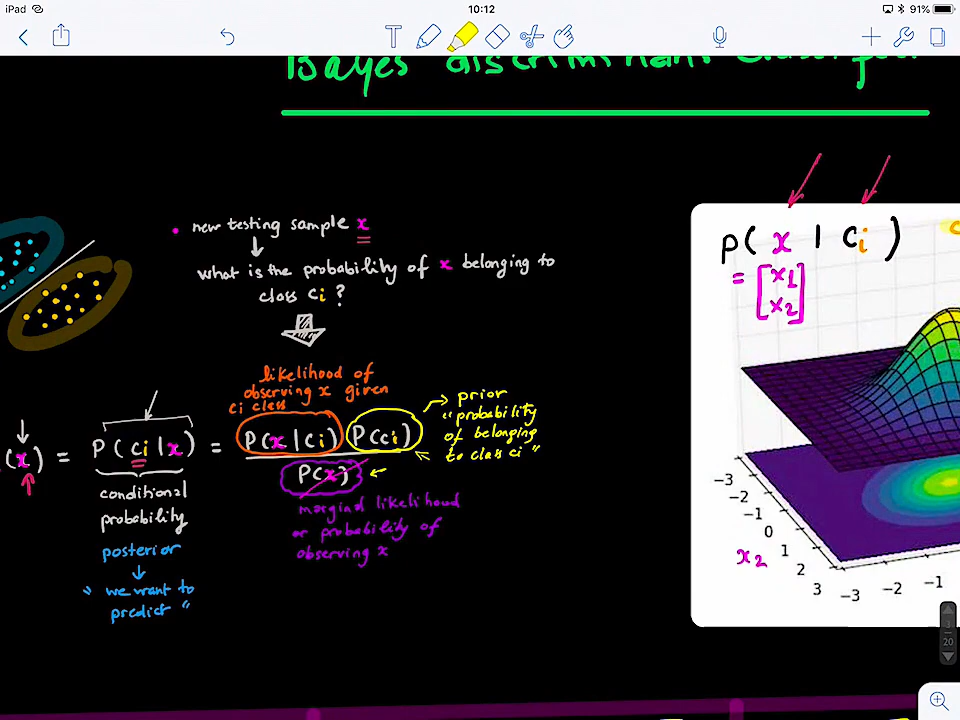 iPad
10:12
91%
T
Bayes discriminant classifier
• new testing sample x
what is the probability of x belonging to
class ci ?
likelihood of
observing x given
ci class
(x) = P( ci | x ) = P(x | ci) P(ci)
P(x)
→ prior
"probability
of belonging
to class ci "
conditional
probability
posterior
" we want to
predict "
marginal likelihood
or probability of
observing x
P( x | ci )
= [x1
x2]
−3
−2
−1
0
1
2
3
−3
−2
−1
x2
1
20